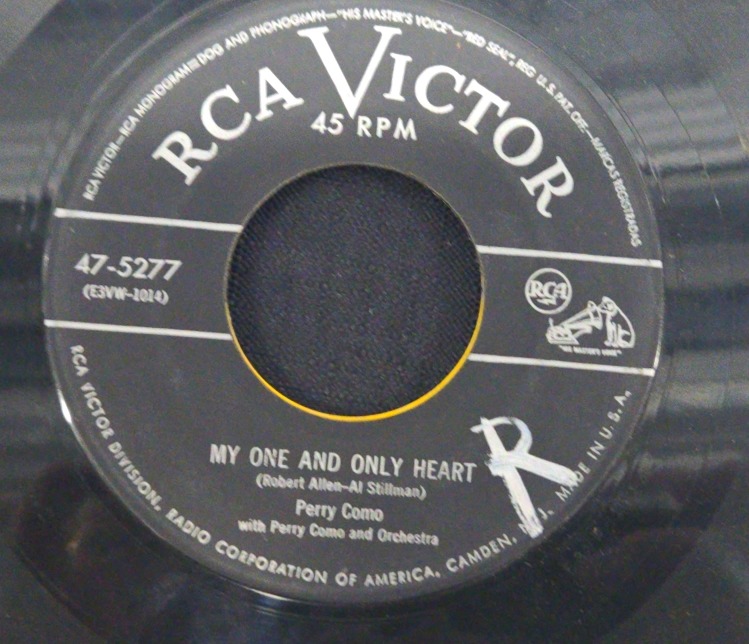 RCA VICTOR—RCA MONOGRAM—DOG AND PHONOGRAPH—"HIS MASTER'S VOICE"—"RED SEAL", REG. U.S. PAT. OFF.—MARCAS REGISTRADAS
RCA VICTOR
45 RPM
47-5277
(E3VW-1014)
RCA
"HIS MASTER'S VOICE"
MY ONE AND ONLY HEART
(Robert Allen-Al Stillman)
Perry Como
with Perry Como and Orchestra
R
RCA VICTOR DIVISION, RADIO CORPORATION OF AMERICA, CAMDEN, N.J. MADE IN U.S.A.